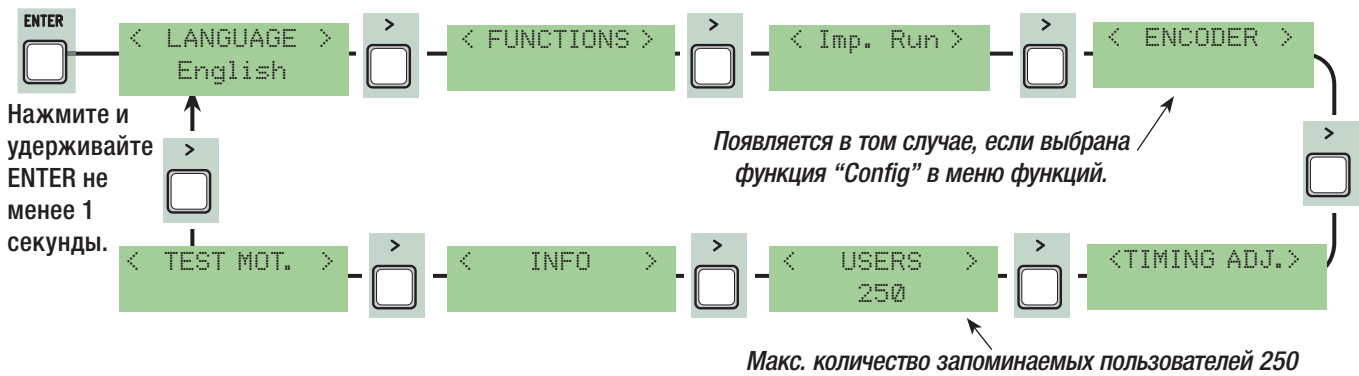 ENTER
< LANGUAGE >
English
>
< FUNCTIONS >
>
< Imp. Run >
>
< ENCODER >
Нажмите и
удерживайте
ENTER не
менее 1
секунды.
>
Появляется в том случае, если выбрана
функция “Config” в меню функций.
>
< TEST MOT. >
>
< INFO >
>
< USERS >
250
>
<TIMING ADJ.>
Макс. количество запоминаемых пользователей 250